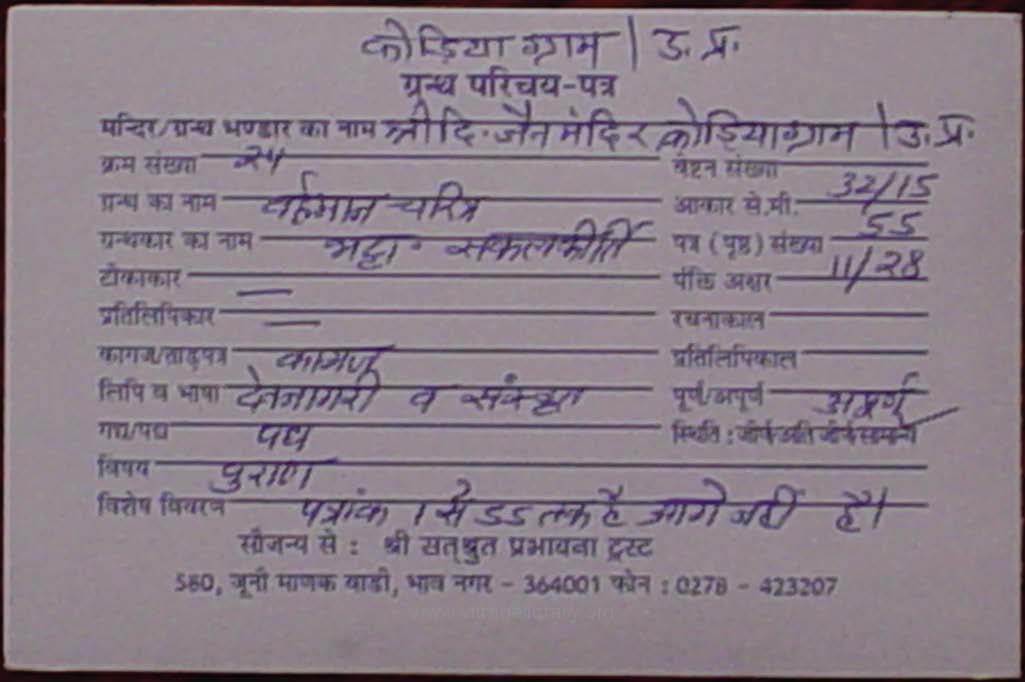 कोड़िया ग्राम | उ. प्र.
ग्रन्थ परिचय-पत्र
मन्दिर/ग्रन्थ भण्डार का नाम श्री दि. जैन मंदिर कोड़िया ग्राम | उ. प्र.
क्रम संख्या २५ वेष्टन संख्या
ग्रन्थ का नाम वर्द्धमान चरित्र आकार से.मी. 32/15
ग्रन्थकार का नाम भट्टा. सकलकीर्ति पत्र (पृष्ठ) संख्या 55
टीकाकार — पंक्ति अक्षर 11/28
प्रतिलिपिकार — रचनाकाल
कागज/ताड़पत्र कागज प्रतिलिपिकाल
लिपि व भाषा देवनागरी व संस्कृत पूर्ण/अपूर्ण अपूर्ण
गद्य/पद्य पद्य स्थिति : जीर्ण/अति जीर्ण/सामान्य
विषय पुराण
विशेष विवरण पत्रांक 1 से 55 तक है आगे नहीं है।
सौजन्य से : श्री सत्श्रुत प्रभावना ट्रस्ट
580, जूनी माणक वाडी, भाव नगर - 364001 फोन : 0278 - 423207